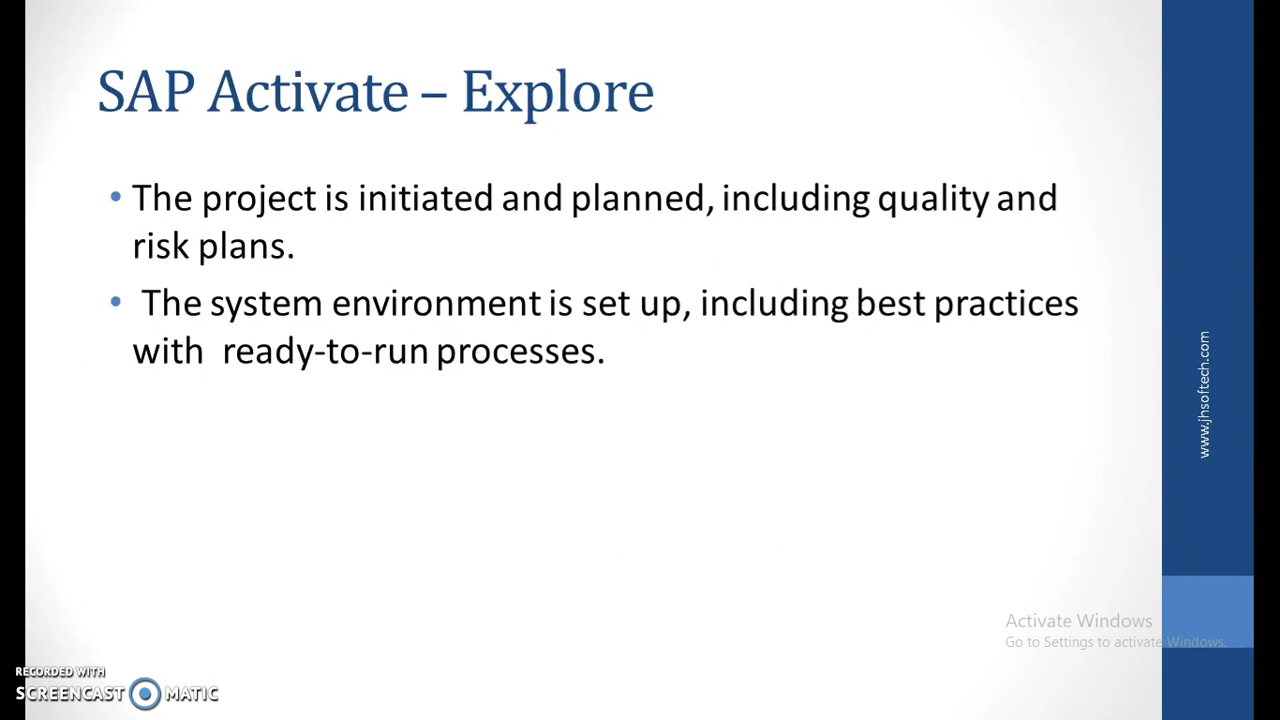 SAP Activate – Explore
• The project is initiated and planned, including quality and
risk plans.
• The system environment is set up, including best practices
with ready-to-run processes.
www.jhsoftech.com
Activate Windows
Go to Settings to activate Windows.
RECORDED WITH
SCREENCAST MATIC